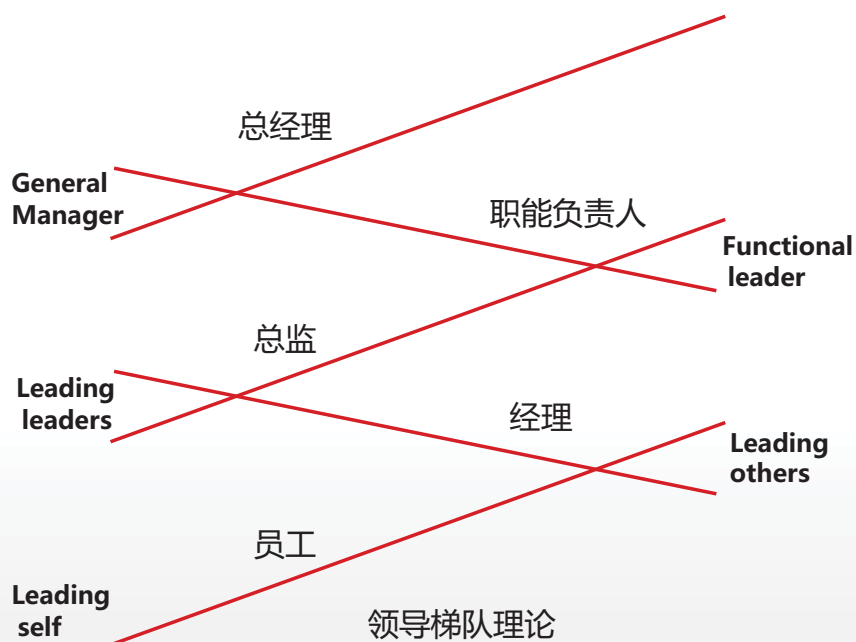 总经理
General
Manager
职能负责人
Functional
leader
总监
Leading
leaders
经理
Leading
others
员工
Leading
self
领导梯队理论